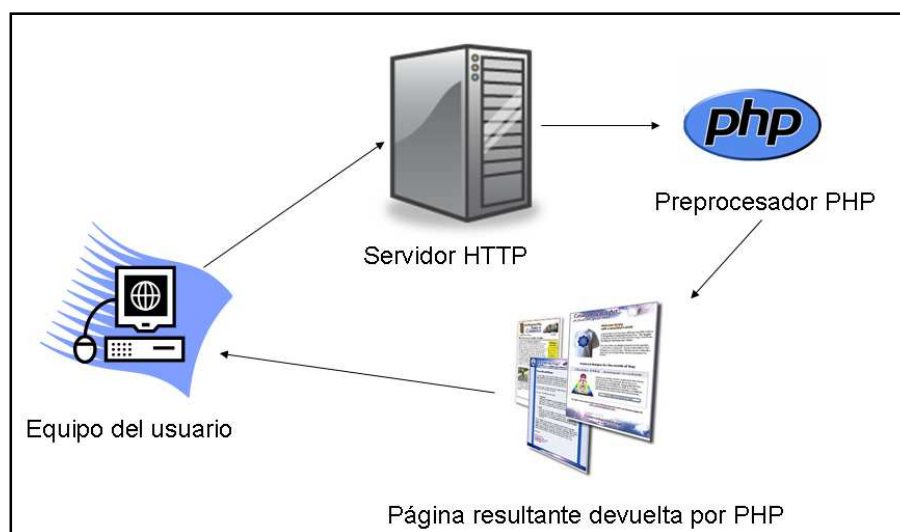 php
Preprocesador PHP
Servidor HTTP
Equipo del usuario
Página resultante devuelta por PHP